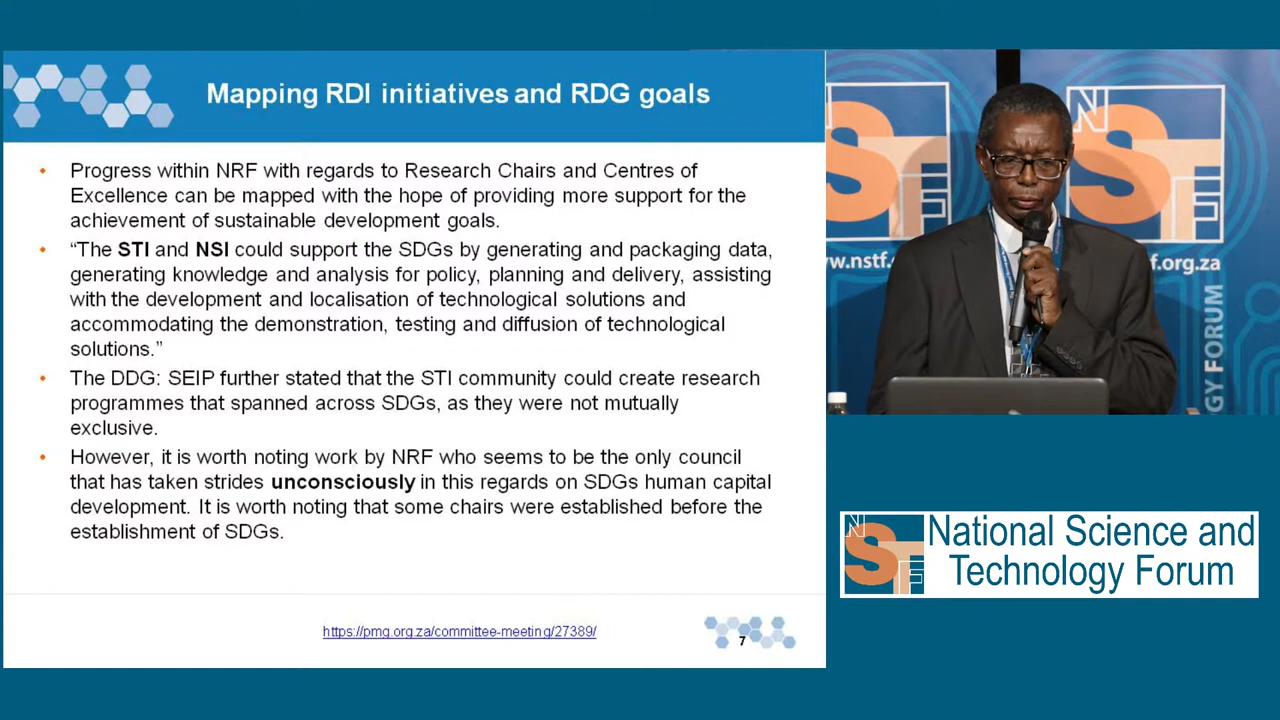 Mapping RDI initiatives and RDG goals
• Progress within NRF with regards to Research Chairs and Centres of
Excellence can be mapped with the hope of providing more support for the
achievement of sustainable development goals.
• “The STI and NSI could support the SDGs by generating and packaging data,
generating knowledge and analysis for policy, planning and delivery, assisting
with the development and localisation of technological solutions and
accommodating the demonstration, testing and diffusion of technological
solutions.”
• The DDG: SEIP further stated that the STI community could create research
programmes that spanned across SDGs, as they were not mutually
exclusive.
• However, it is worth noting work by NRF who seems to be the only council
that has taken strides unconsciously in this regards on SDGs human capital
development. It is worth noting that some chairs were established before the
establishment of SDGs.
https://pmg.org.za/committee-meeting/27389/
7
NSTF
www.nstf.
f.org.za
GY FORUM
NSTF
National Science and
Technology Forum